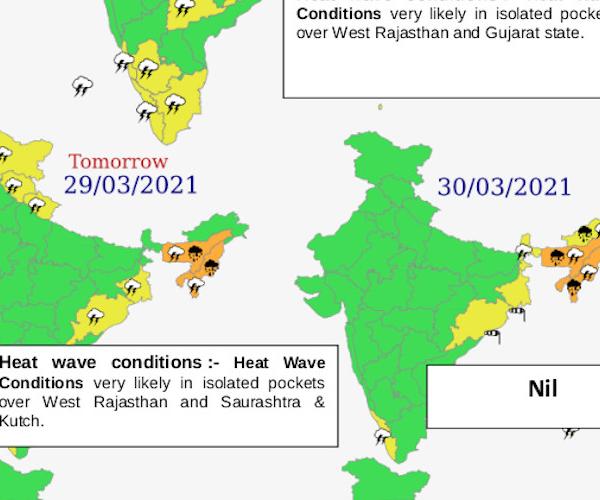 Conditions very likely in isolated
over West Rajasthan and Gujarat state.
Tomorrow
29/03/2021
30/03/2021
Heat wave conditions :- Heat Wave
Conditions very likely in isolated pockets
over West Rajasthan and Saurashtra &
Kutch.
Nil